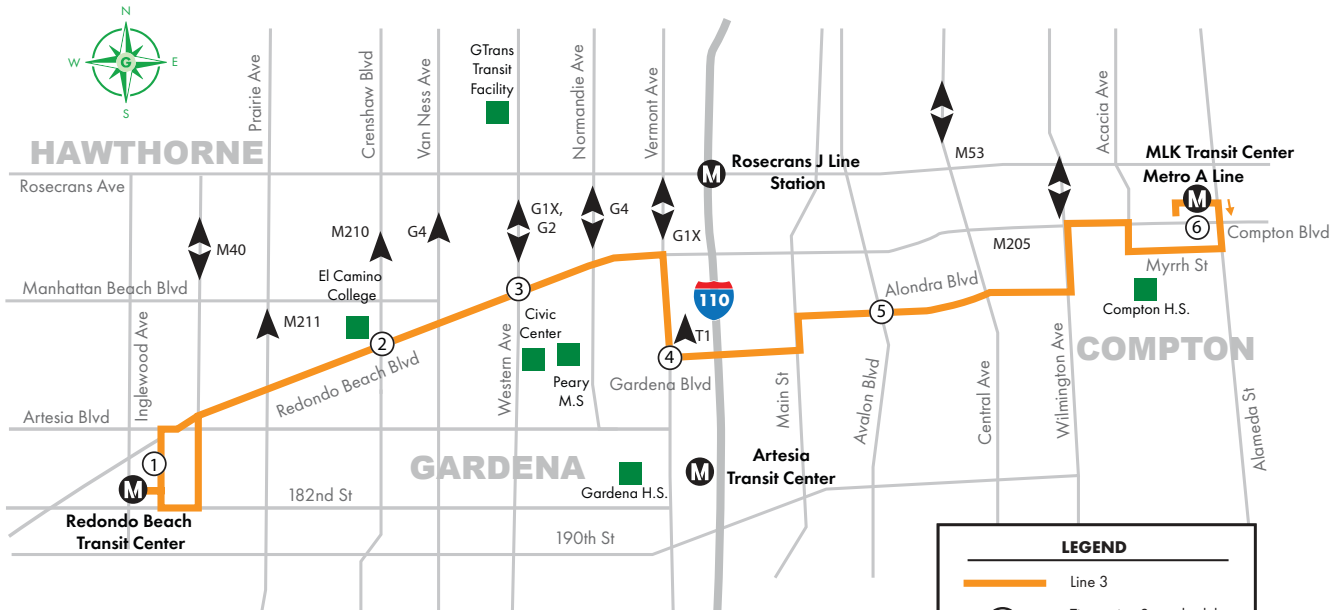 N
W
G
E
S
HAWTHORNE
Rosecrans Ave
Prairie Ave
Crenshaw Blvd
Van Ness Ave
GTrans
Transit
Facility
Normandie Ave
Vermont Ave
M
Rosecrans J Line
Station
M53
Acacia Ave
MLK Transit Center
Metro A Line
M
6
Compton Blvd
M40
M210
G4
G1X,
G2
G4
G1X
M205
Myrrh St
Compton H.S.
COMPTON
Manhattan Beach Blvd
El Camino
College
M211
3
Civic
Center
Peary
M.S
110
T1
Alondra Blvd
5
2
Redondo Beach Blvd
4
Gardena Blvd
Inglewood Ave
Western Ave
Main St
Avalon Blvd
Central Ave
Wilmington Ave
Alameda St
Artesia Blvd
1
M
Redondo Beach
Transit Center
182nd St
GARDENA
Gardena H.S.
M
Artesia
Transit Center
190th St
LEGEND
Line 3